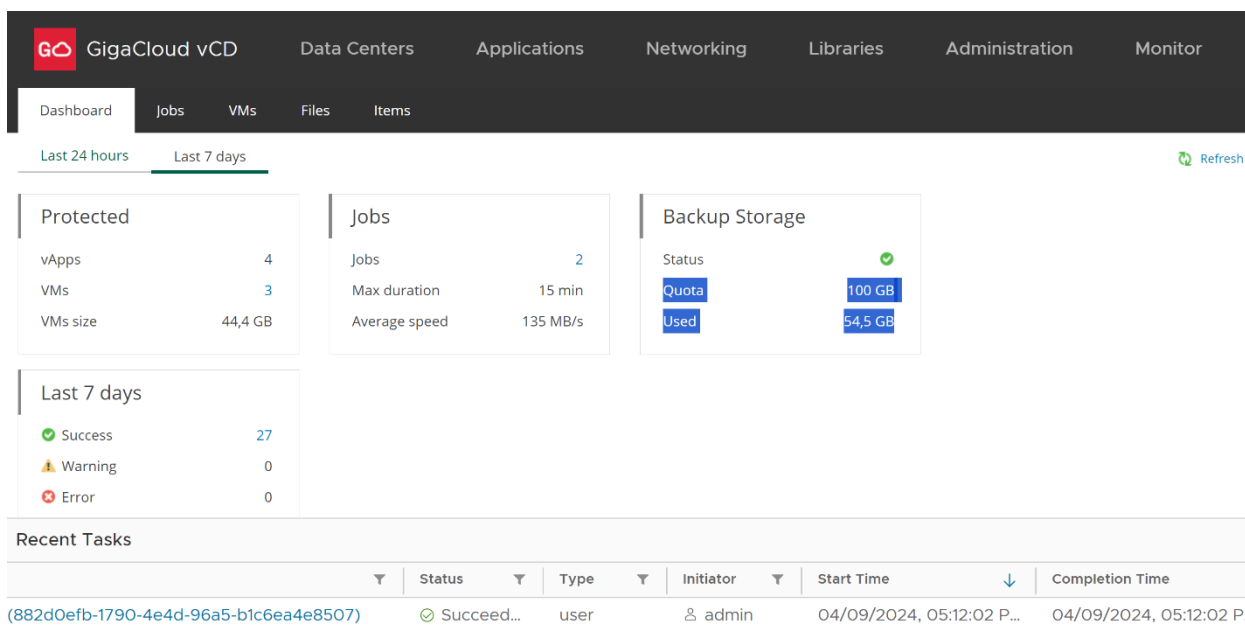 GO GigaCloud vCD Data Centers Applications Networking Libraries Administration Monitor
Dashboard Jobs VMs Files Items
Last 24 hours Last 7 days Refresh
Protected
vApps 4
VMs 3
VMs size 44,4 GB
Jobs
Jobs 2
Max duration 15 min
Average speed 135 MB/s
Backup Storage
Status
Quota 100 GB
Used 54,5 GB
Last 7 days
Success 27
Warning 0
Error 0
Recent Tasks
Status Type Initiator Start Time Completion Time
(882d0efb-1790-4e4d-96a5-b1c6ea4e8507) Succeed... user admin 04/09/2024, 05:12:02 P... 04/09/2024, 05:12:02 P